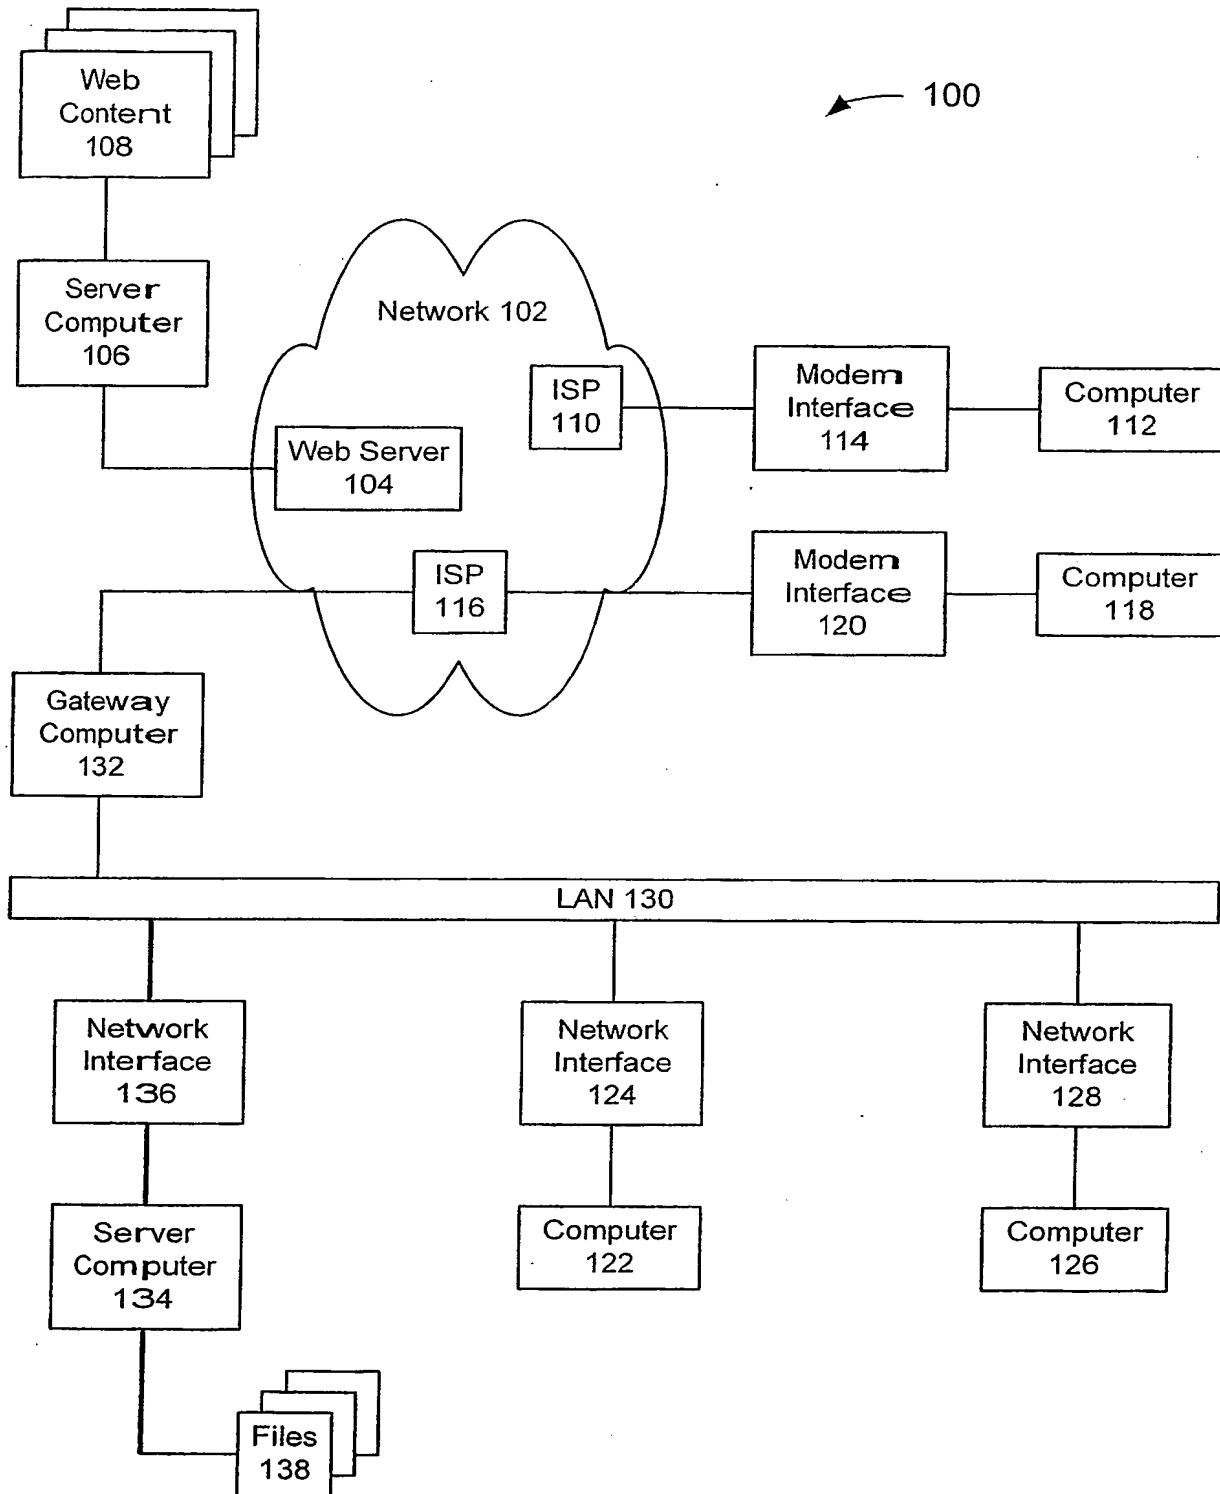 Web
Content
108
100
Server
Computer
106
Network 102
ISP
110
Modem
Interface
114
Computer
112
Web Server
104
ISP
116
Modem
Interface
120
Computer
118
Gateway
Computer
132
LAN 130
Network
Interface
136
Network
Interface
124
Network
Interface
128
Server
Computer
134
Computer
122
Computer
126
Files
138